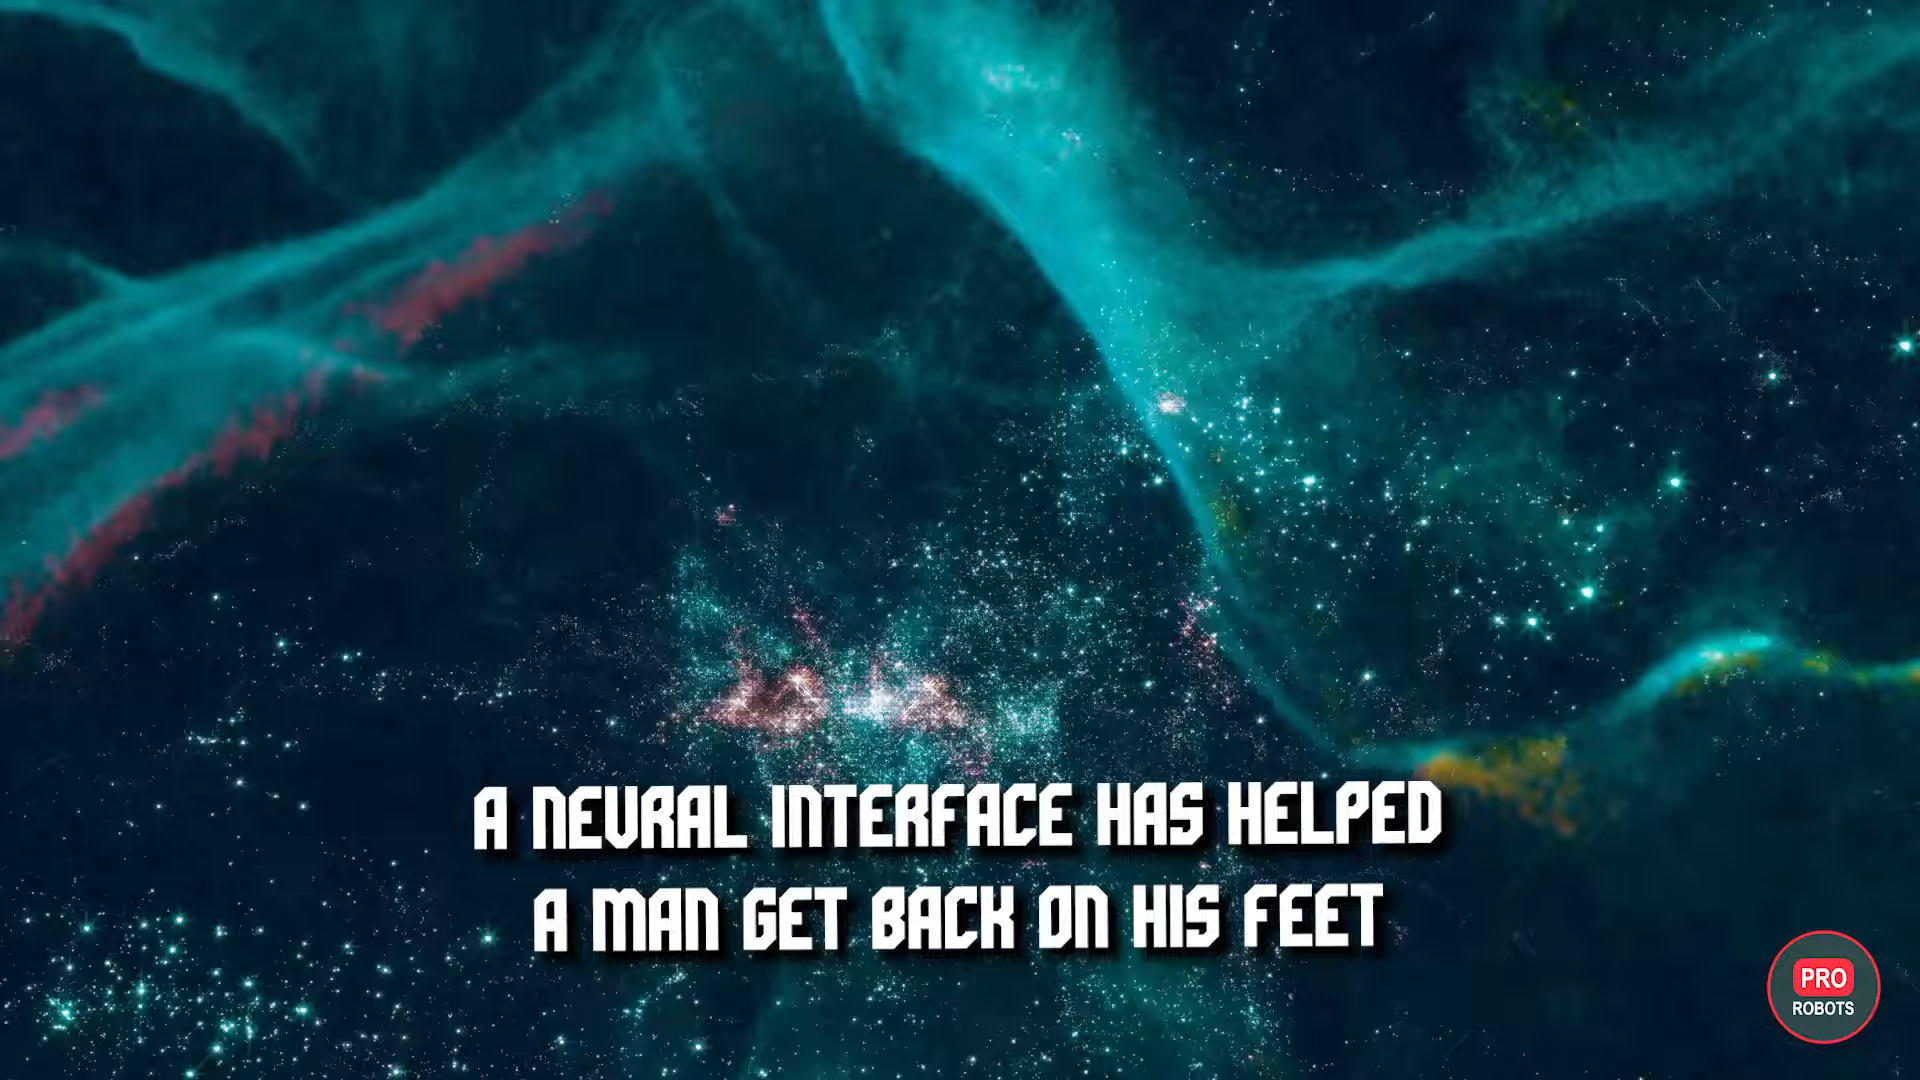 A NEURAL INTERFACE HAS HELPED
A MAN GET BACK ON HIS FEET
PRO
ROBOTS